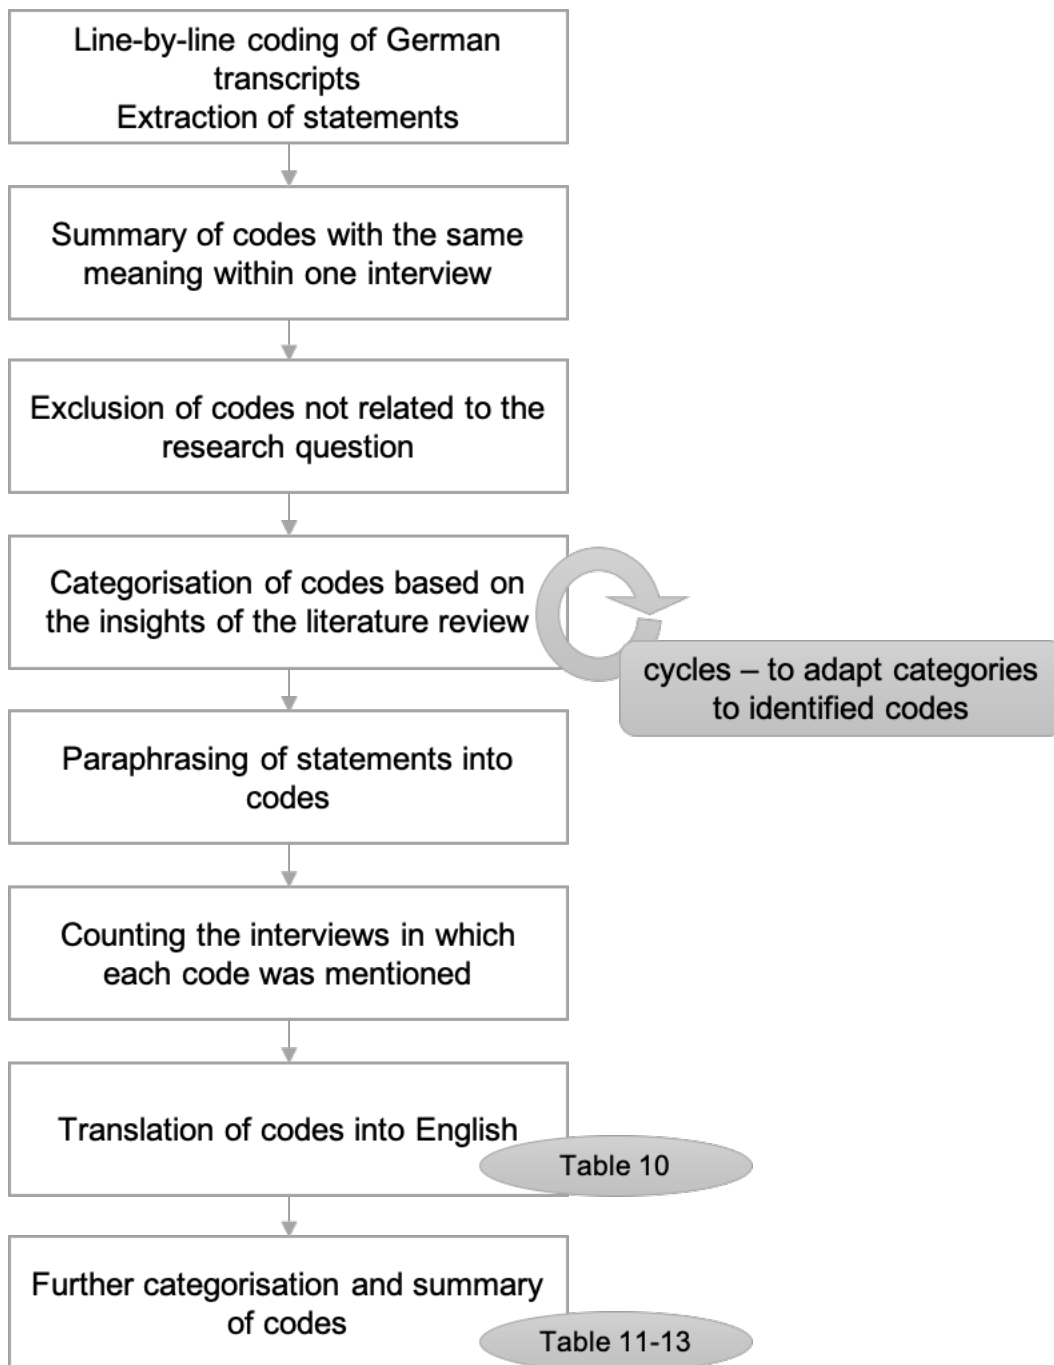 Line-by-line coding of German
transcripts
Extraction of statements
Summary of codes with the same
meaning within one interview
Exclusion of codes not related to the
research question
Categorisation of codes based on
the insights of the literature review
cycles – to adapt categories
to identified codes
Paraphrasing of statements into
codes
Counting the interviews in which
each code was mentioned
Translation of codes into English
Table 10
Further categorisation and summary
of codes
Table 11-13